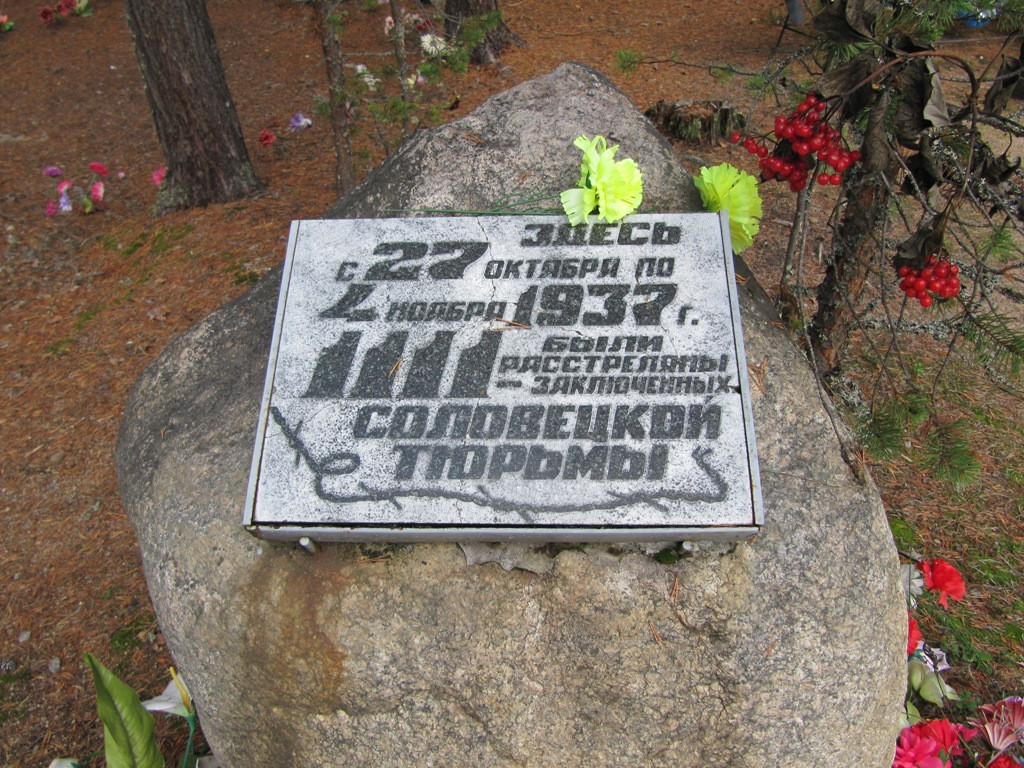 ЗДЕСЬ
С 27 ОКТЯБРЯ ПО
4 НОЯБРЯ 1937 г.
1111 БЫЛИ
РАССТРЕЛЯНЫ
- ЗАКЛЮЧЕННЫХ
СОЛОВЕЦКОЙ
ТЮРЬМЫ